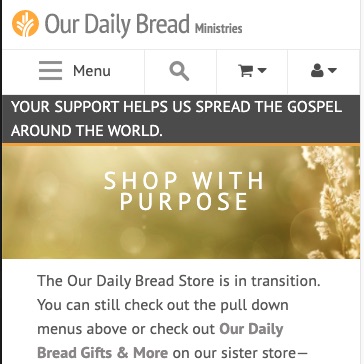 Our Daily Bread Ministries
Menu
YOUR SUPPORT HELPS US SPREAD THE GOSPEL
AROUND THE WORLD.
SHOP WITH
PURPOSE
The Our Daily Bread Store is in transition.
You can still check out the pull down
menus above or check out Our Daily
Bread Gifts & More on our sister store—